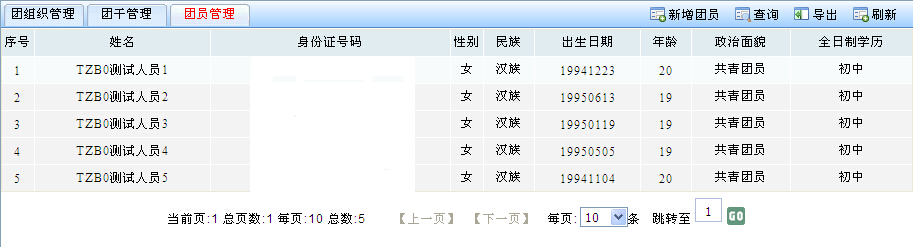 团组织管理 团干管理 团员管理 新增团员 查询 导出 刷新
序号 姓名 身份证号码 性别 民族 出生日期 年龄 政治面貌 全日制学历
1 TZB0测试人员1 女 汉族 19941223 20 共青团员 初中
2 TZB0测试人员2 女 汉族 19950613 19 共青团员 初中
3 TZB0测试人员3 女 汉族 19950119 19 共青团员 初中
4 TZB0测试人员4 女 汉族 19950505 19 共青团员 初中
5 TZB0测试人员5 女 汉族 19941104 20 共青团员 初中
当前页:1 总页数:1 每页:10 总数:5 【上一页】 【下一页】 每页: 10 条 跳转至 1 GO